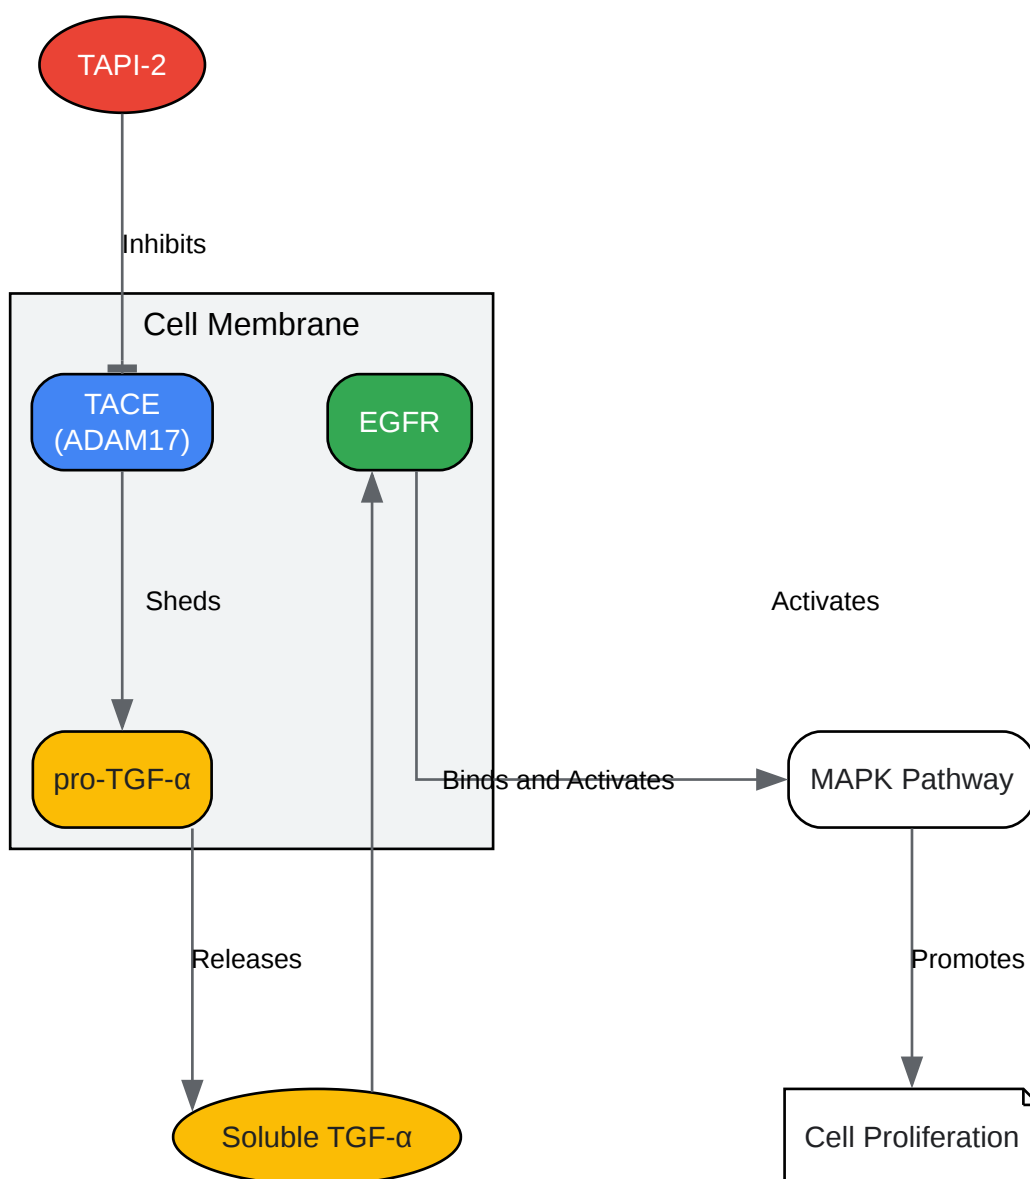 TAPI-2
Inhibits
Cell Membrane
TACE
(ADAM17)
EGFR
Sheds
Activates
pro-TGF-α
Binds and Activates
MAPK Pathway
Releases
Promotes
Soluble TGF-α
Cell Proliferation